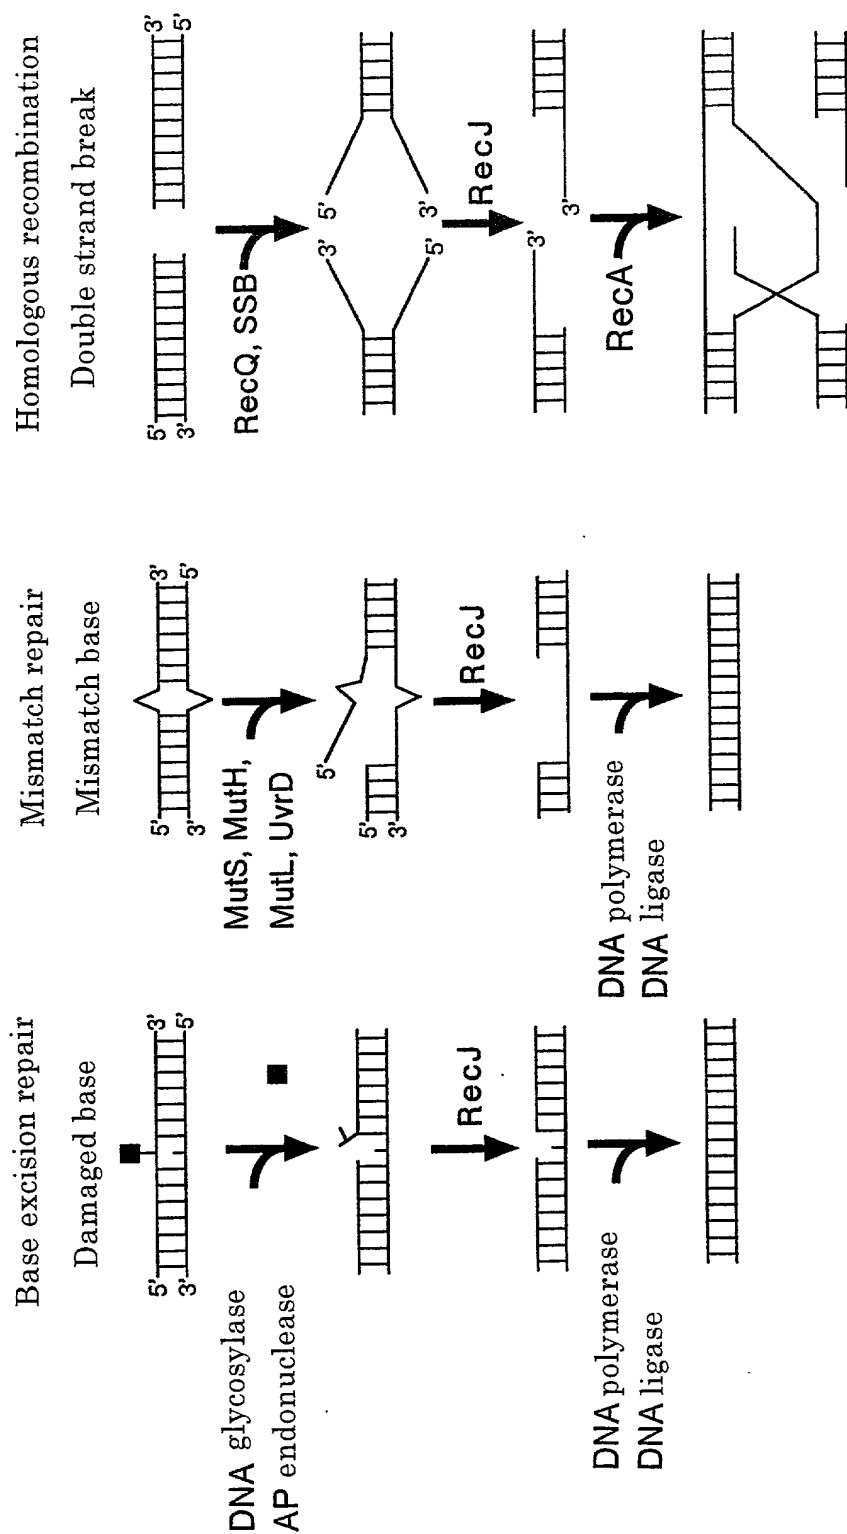 Base excision repair
Damaged base
5'
3'
3'
5'
DNA glycosylase
AP endonuclease
RecJ
DNA polymerase
DNA ligase
Mismatch repair
Mismatch base
5'
3'
3'
5'
MutS, MutH,
MutL, UvrD
5'
5'
3'
RecJ
DNA polymerase
DNA ligase
Homologous recombination
Double strand break
5'
3'
3'
5'
RecQ, SSB
3'
5'
5'
3'
RecJ
3'
3'
RecA